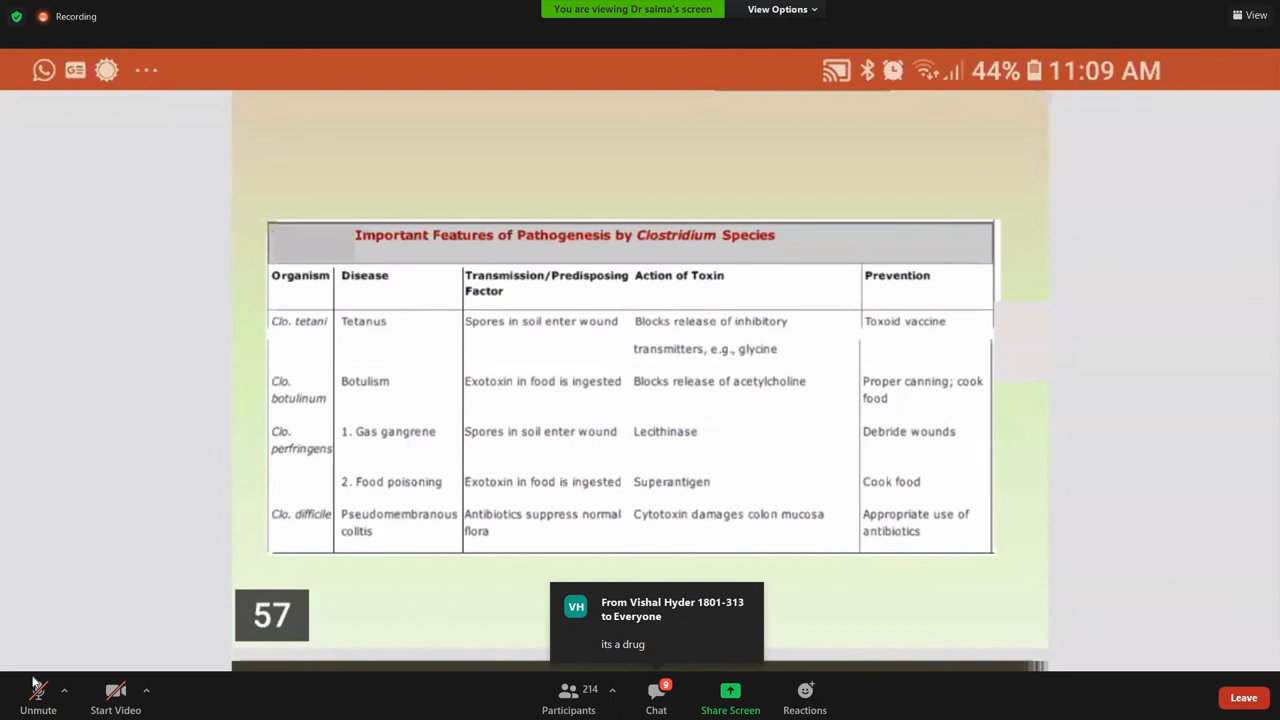 Recording
You are viewing Dr saima's screen
View Options
View
44%
11:09 AM
Important Features of Pathogenesis by Clostridium Species
Organism Disease Transmission/Predisposing Factor Action of Toxin Prevention
Clo. tetani Tetanus Spores in soil enter wound Blocks release of inhibitory transmitters, e.g., glycine Toxoid vaccine
Clo. botulinum Botulism Exotoxin in food is ingested Blocks release of acetylcholine Proper canning; cook food
Clo. perfringens 1. Gas gangrene Spores in soil enter wound Lecithinase Debride wounds
2. Food poisoning Exotoxin in food is ingested Superantigen Cook food
Clo. difficile Pseudomembranous colitis Antibiotics suppress normal flora Cytotoxin damages colon mucosa Appropriate use of antibiotics
57
VH
From Vishal Hyder 1801-313
to Everyone
its a drug
Unmute
Start Video
214
Participants
9
Chat
Share Screen
Reactions
Leave